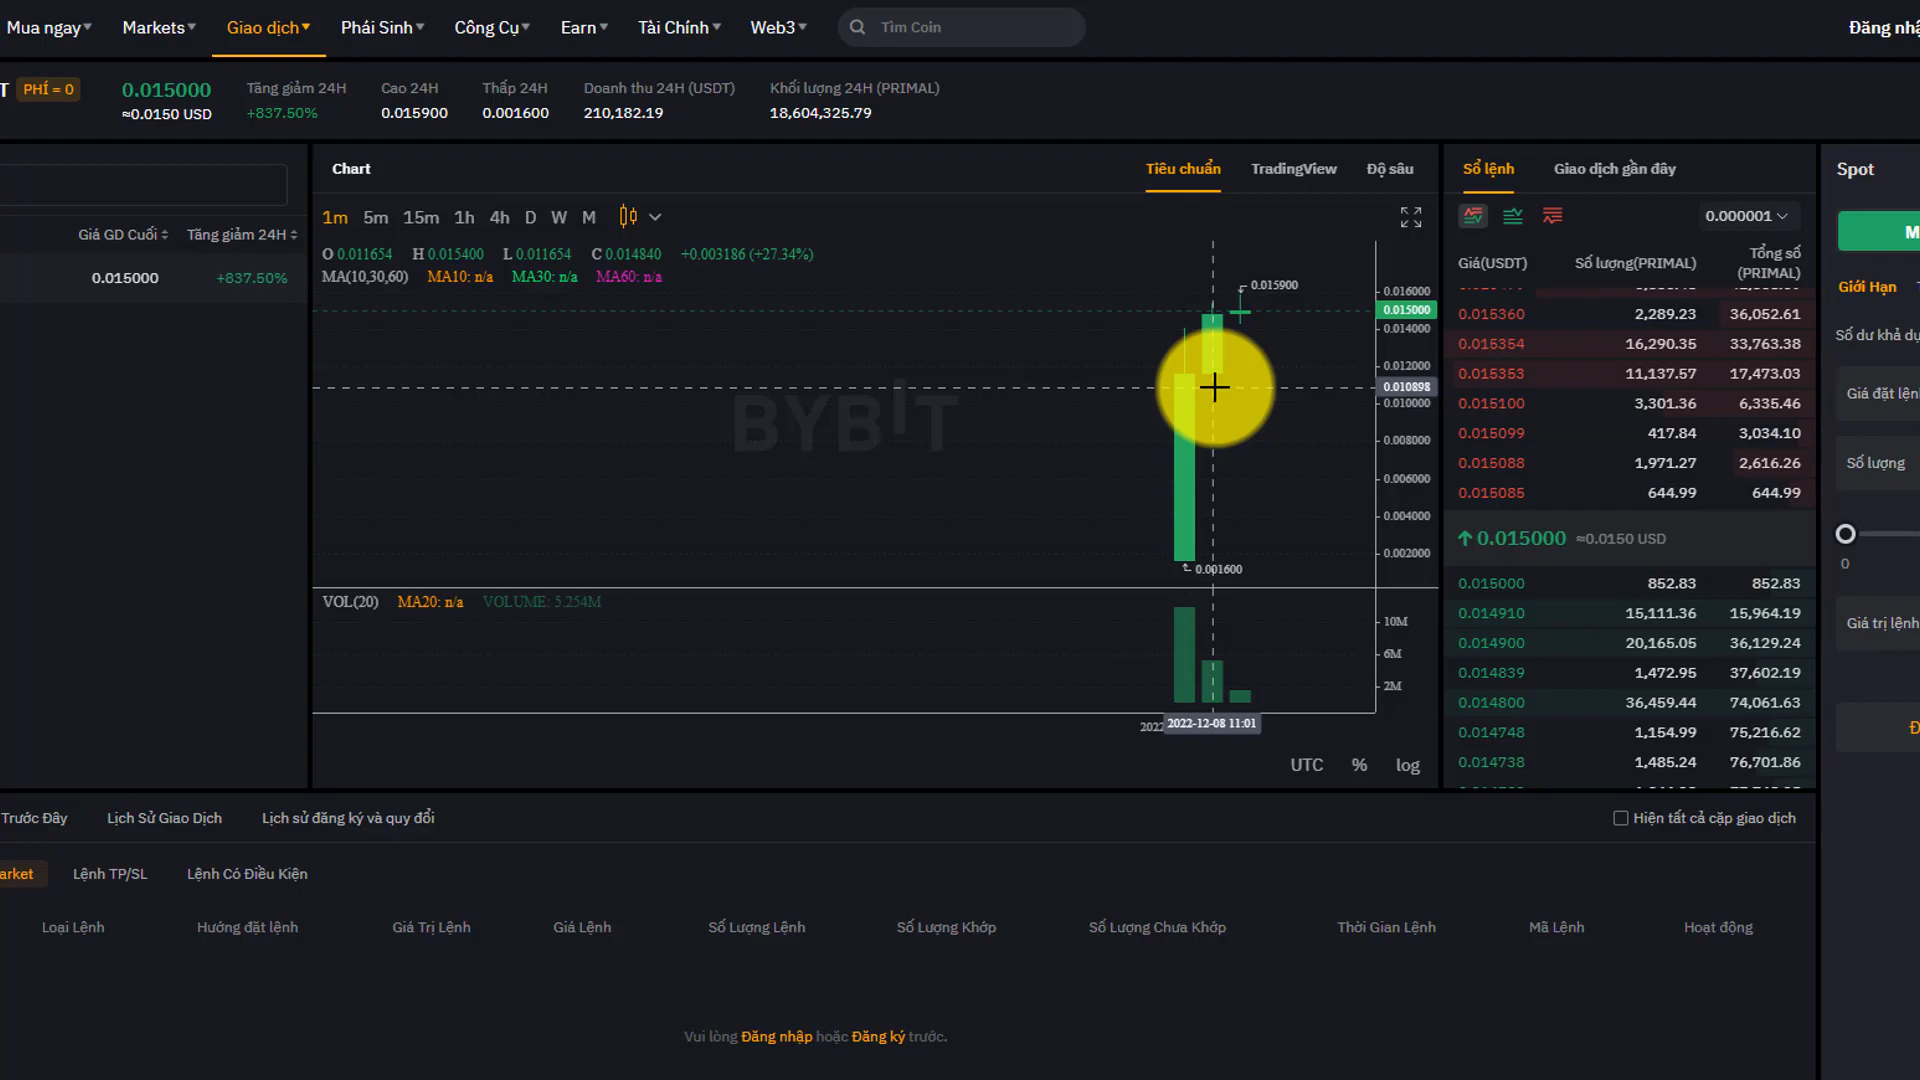 Mua ngay Markets Giao dịch Phái Sinh Công Cụ Earn Tài Chính Web3 Tìm Coin Đăng nhậ
T PHÍ = 0 0.015000 Tăng giảm 24H Cao 24H Thấp 24H Doanh thu 24H (USDT) Khối lượng 24H (PRIMAL)
≈0.0150 USD +837.50% 0.015900 0.001600 210,182.19 18,604,325.79
Chart Tiêu chuẩn TradingView Độ sâu
1m 5m 15m 1h 4h D W M
O 0.011654 H 0.015400 L 0.011654 C 0.014840 +0.003186 (+27.34%)
MA(10,30,60) MA10: n/a MA30: n/a MA60: n/a
Giá GD Cuối Tăng giảm 24H
0.015000 +837.50%
BYBIT
0.015900
0.001600
0.016000
0.015000
0.014000
0.012000
0.010898
0.010000
0.008000
0.006000
0.004000
0.002000
VOL(20) MA20: n/a VOLUME: 5.254M
10M
6M
2M
2022 2022-12-08 11:01
UTC % log
Sổ lệnh Giao dịch gần đây
0.000001
Giá(USDT) Số lượng(PRIMAL) Tổng số (PRIMAL)
0.015360 2,289.23 36,052.61
0.015354 16,290.35 33,763.38
0.015353 11,137.57 17,473.03
0.015100 3,301.36 6,335.46
0.015099 417.84 3,034.10
0.015088 1,971.27 2,616.26
0.015085 644.99 644.99
0.015000 ≈0.0150 USD
0.015000 852.83 852.83
0.014910 15,111.36 15,964.19
0.014900 20,165.05 36,129.24
0.014839 1,472.95 37,602.19
0.014800 36,459.44 74,061.63
0.014748 1,154.99 75,216.62
0.014738 1,485.24 76,701.86
Spot
M
Giới Hạn
Số dư khả dụ
Giá đặt lện
Số lượng
0
Giá trị lệnh
Đ
Trước Đây Lịch Sử Giao Dịch Lịch sử đăng ký và quy đổi Hiện tất cả cặp giao dịch
arket Lệnh TP/SL Lệnh Có Điều Kiện
Loại Lệnh Hướng đặt lệnh Giá Trị Lệnh Giá Lệnh Số Lượng Lệnh Số Lượng Khớp Số Lượng Chưa Khớp Thời Gian Lệnh Mã Lệnh Hoạt động
Vui lòng Đăng nhập hoặc Đăng ký trước.